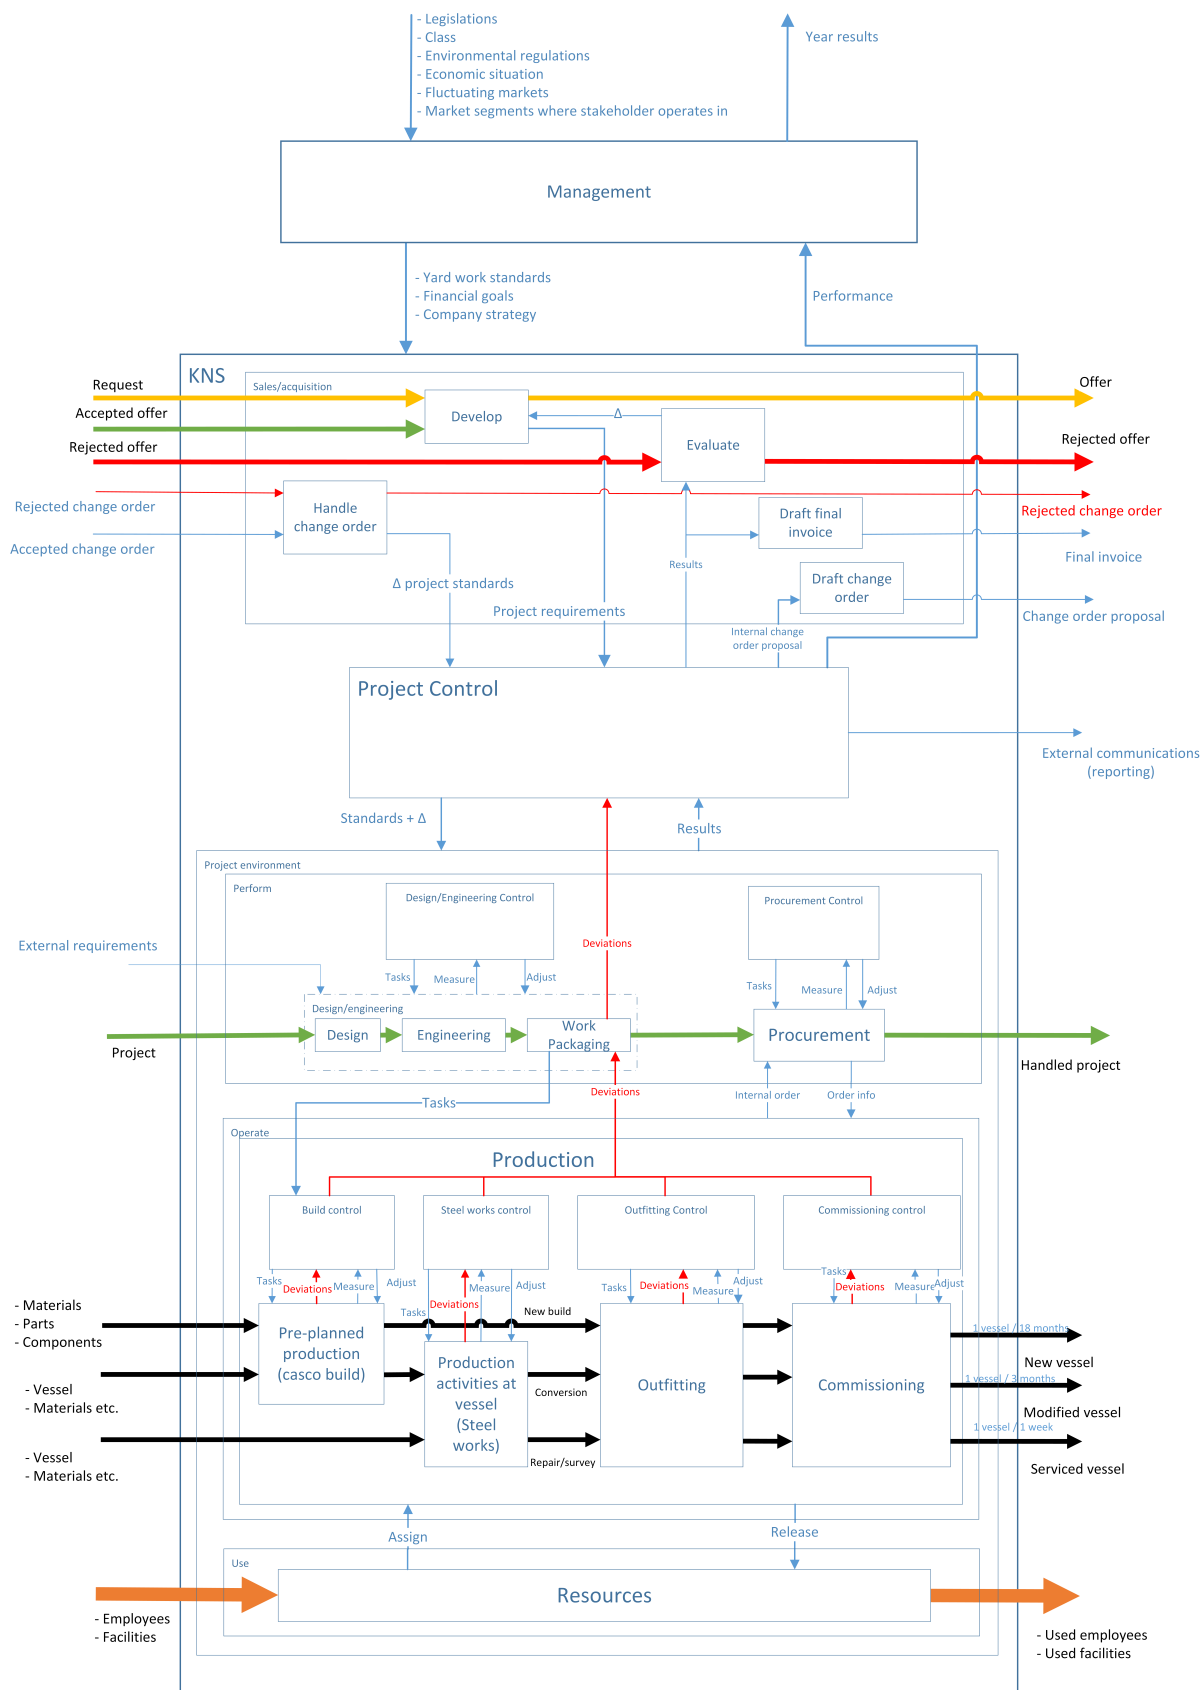 - Legislations
- Class
- Environmental regulations
- Economic situation
- Fluctuating markets
- Market segments where stakeholder operates in
Year results
Management
- Yard work standards
- Financial goals
- Company strategy
Performance
KNS
Sales/acquisition
Request
Offer
Accepted offer
Develop
Δ
Evaluate
Rejected offer
Rejected offer
Rejected change order
Handle
change order
Draft final
invoice
Rejected change order
Accepted change order
Final invoice
Results
Δ project standards
Draft change
order
Project requirements
Change order proposal
Internal change
order proposal
Project Control
External communications
(reporting)
Standards + Δ
Results
Project environment
Perform
Design/Engineering Control
Procurement Control
External requirements
Deviations
Tasks
Measure
Adjust
Tasks
Measure
Adjust
Design/engineering
Design
Engineering
Work
Packaging
Procurement
Project
Handled project
Deviations
Internal order
Order info
Tasks
Operate
Production
Build control
Steel works control
Outfitting Control
Commissioning control
Tasks
Deviations
Measure
Adjust
Tasks
Deviations
Measure
Adjust
Tasks
Deviations
Measure
Adjust
Tasks
Deviations
Measure
Adjust
- Materials
- Parts
- Components
New build
1 vessel / 18 months
Pre-planned
production
(casco build)
Production
activities at
vessel
(Steel
works)
New vessel
1 vessel / 3 months
- Vessel
- Materials etc.
Conversion
Outfitting
Commissioning
Modified vessel
1 vessel / 1 week
- Vessel
- Materials etc.
Repair/survey
Serviced vessel
Assign
Release
Use
Resources
- Employees
- Facilities
- Used employees
- Used facilities